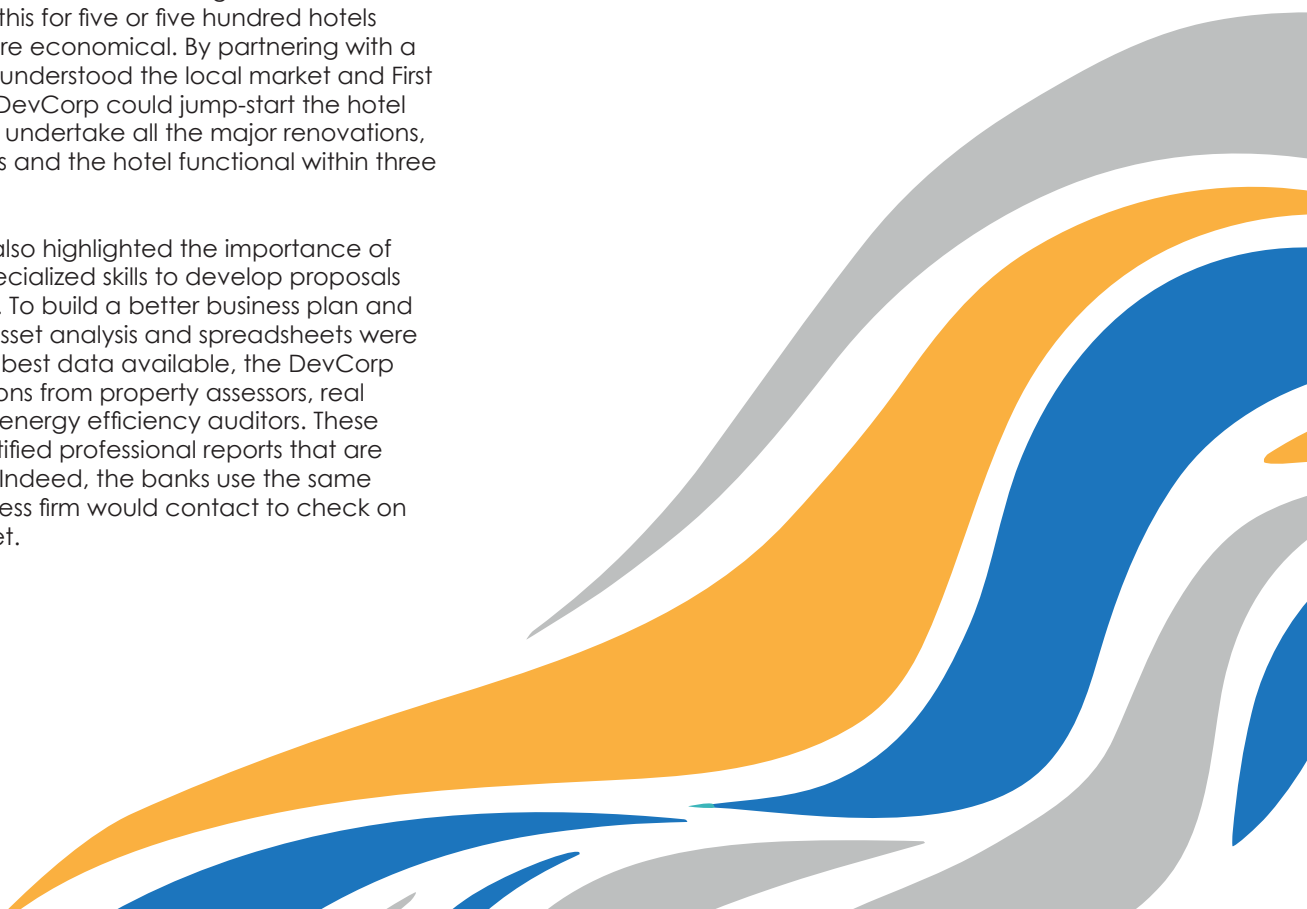 this for five or five hundred hotels
re economical. By partnering with a
understood the local market and First
DevCorp could jump-start the hotel
undertake all the major renovations,
s and the hotel functional within three
also highlighted the importance of
ecialized skills to develop proposals
. To build a better business plan and
sset analysis and spreadsheets were
best data available, the DevCorp
ons from property assessors, real
energy efficiency auditors. These
tified professional reports that are
Indeed, the banks use the same
ess firm would contact to check on
et.